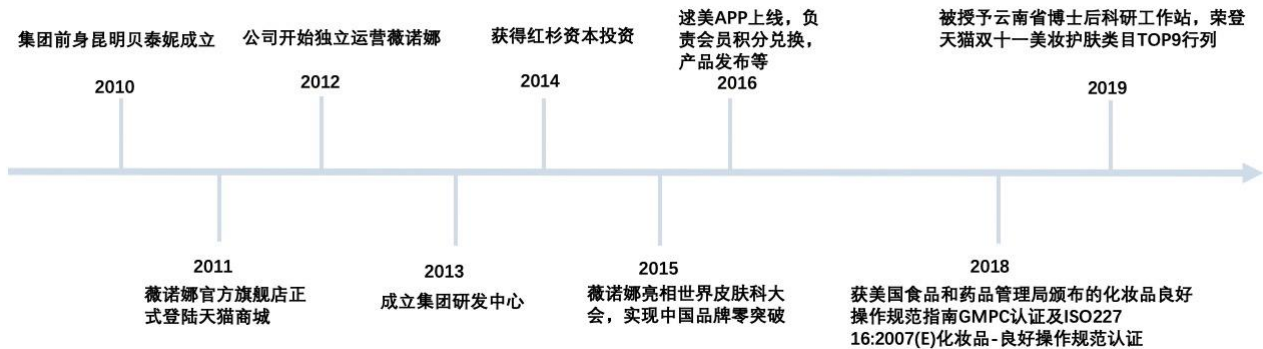 集团前身昆明贝泰妮成立
2010
公司开始独立运营薇诺娜
2012
获得红杉资本投资
2014
逑美APP上线，负
责会员积分兑换，
产品发布等
2016
被授予云南省博士后科研工作站，荣登
天猫双十一美妆护肤类目TOP9行列
2019
2011
薇诺娜官方旗舰店正
式登陆天猫商城
2013
成立集团研发中心
2015
薇诺娜亮相世界皮肤科大
会，实现中国品牌零突破
2018
获美国食品和药品管理局颁布的化妆品良好
操作规范指南GMPC认证及ISO227
16:2007(E)化妆品-良好操作规范认证